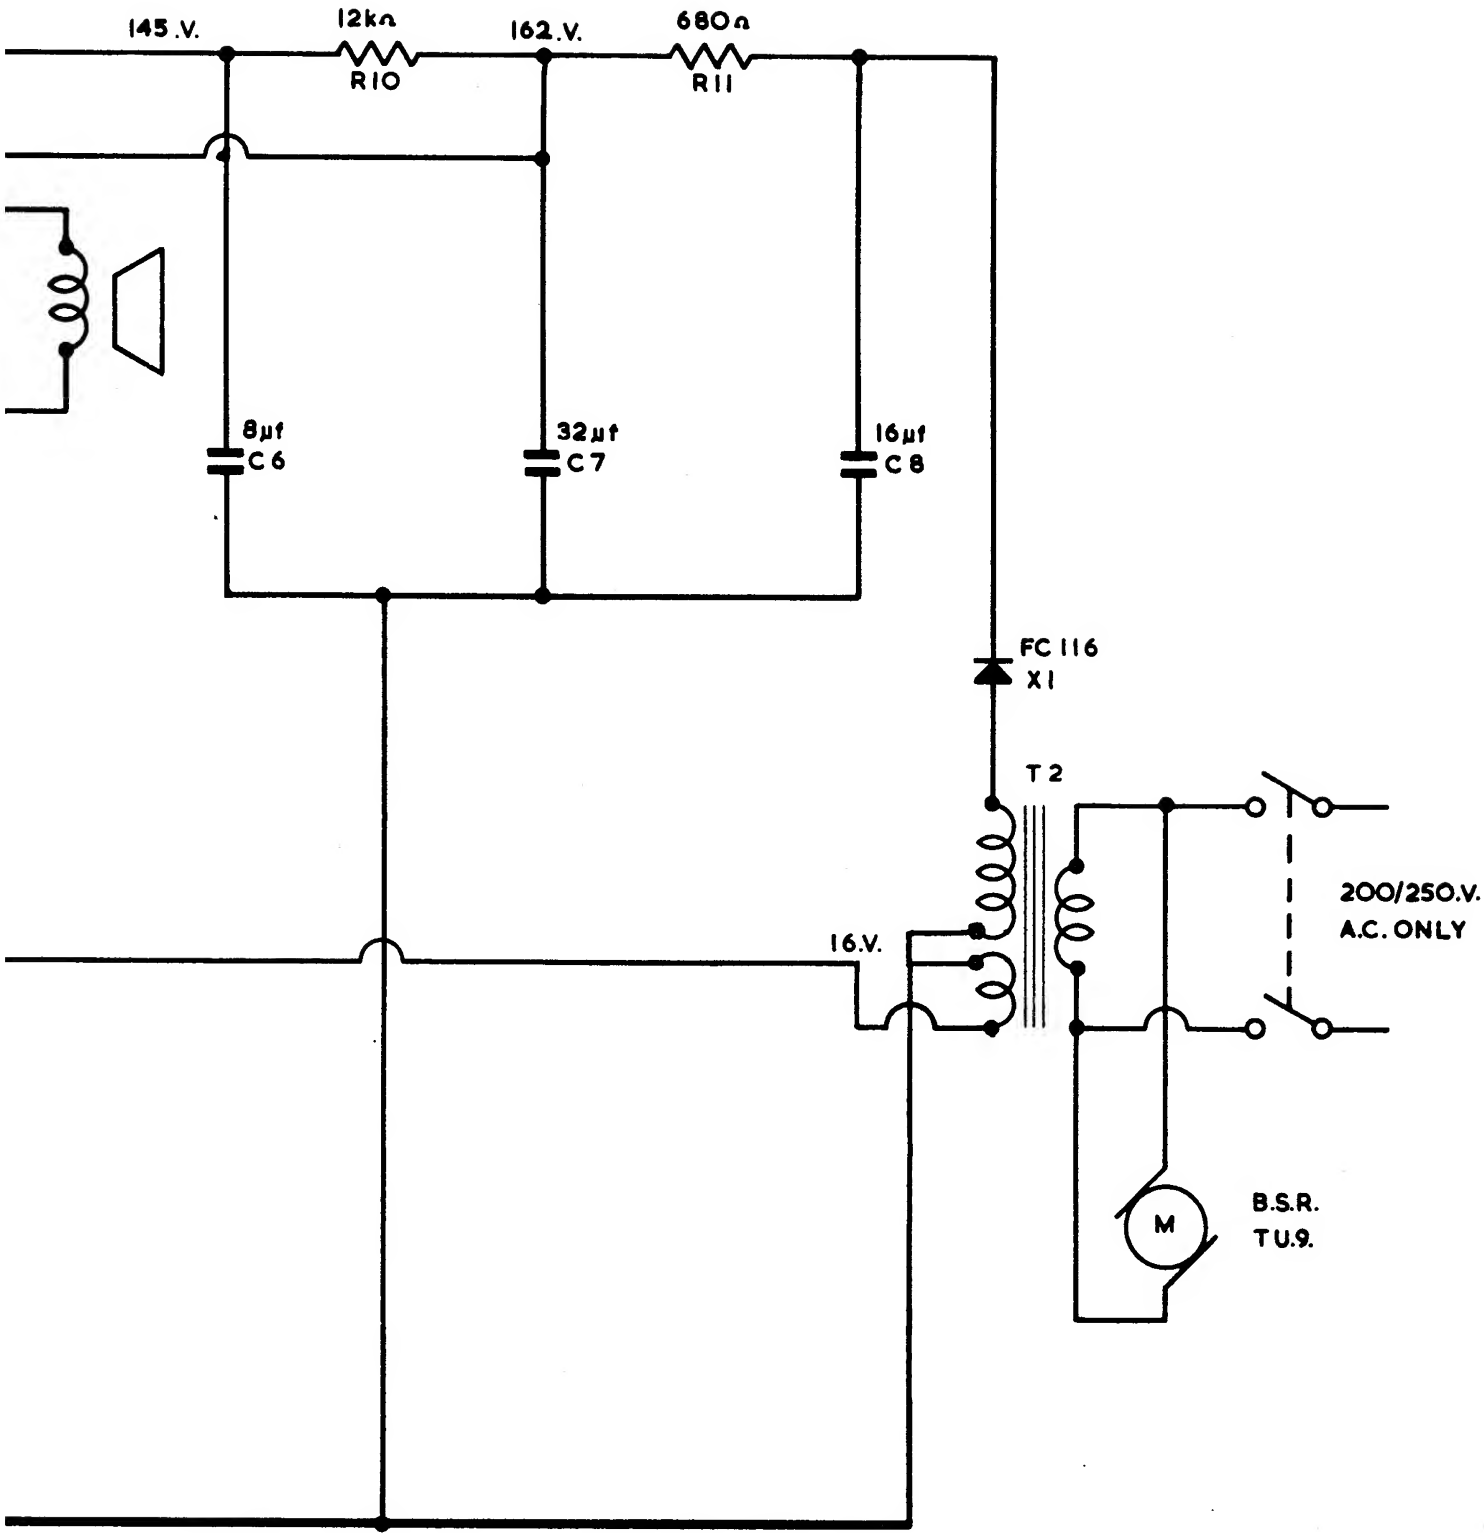 145.V.
12kΩ
R10
162.V.
680Ω
R11
8µf
C6
32µf
C7
16µf
C8
FC 116
X1
T2
16.V.
200/250.V.
A.C. ONLY
M
B.S.R.
TU.9.